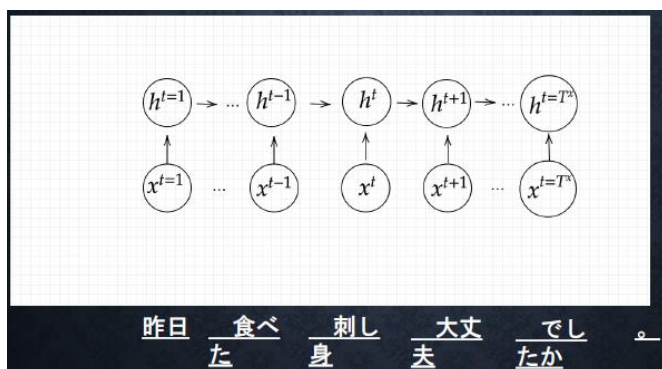 h^{t=1} → ... h^{t-1} → h^t → h^{t+1} → ... h^{t=T^x}
x^{t=1} ... x^{t-1} x^t x^{t+1} ... x^{t=T^x}
昨日 食べ 刺し 大丈 でし 。
た 身 夫 たか